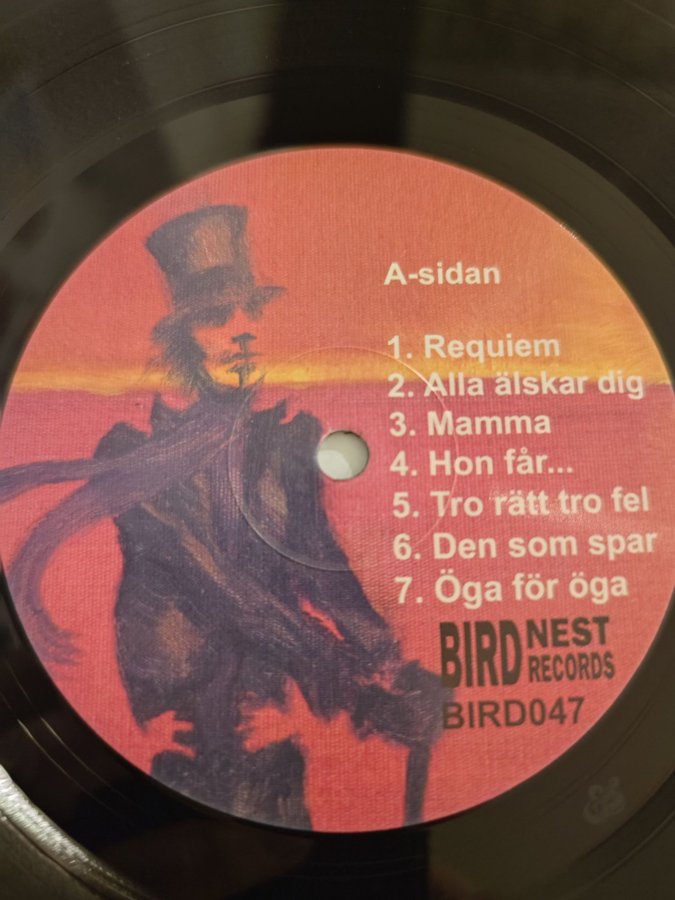 A-sidan
1. Requiem
2. Alla älskar dig
3. Mamma
4. Hon får...
5. Tro rätt tro fel
6. Den som spar
7. Öga för öga
BIRD NEST RECORDS
BIRD047